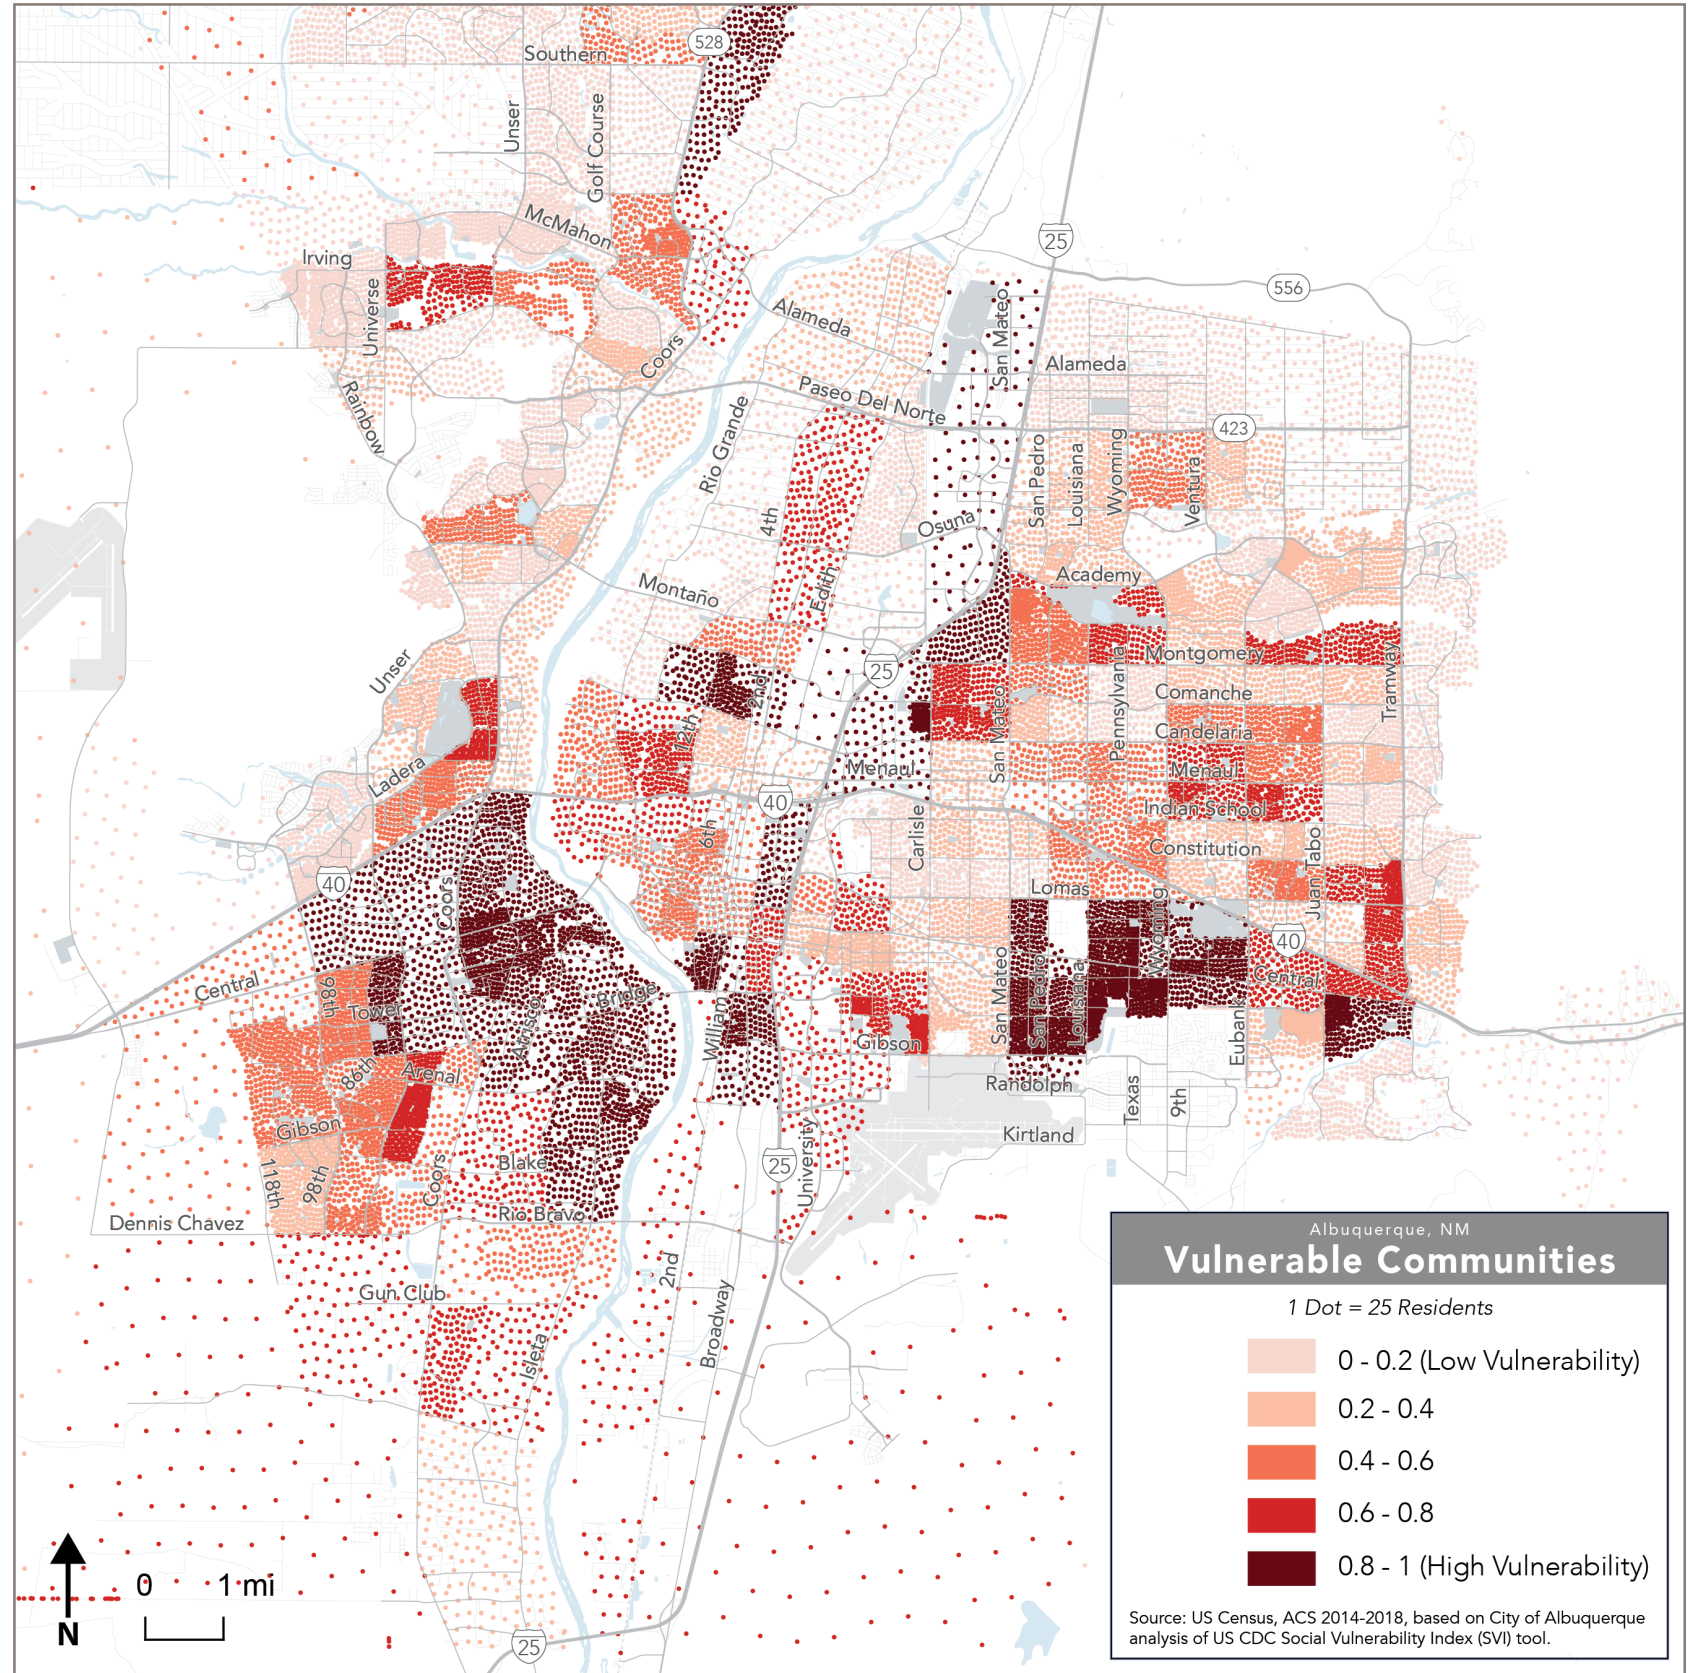 528
Southern
Unser
Golf Course
McMahon
Irving
Universe
25
556
Alameda
San Mateo
Alameda
Coors
Paseo Del Norte
Rainbow
Rio Grande
423
San Pedro
Louisiana
Wyoming
Ventura
4th
Osuna
Edith
Montaño
Academy
Unser
25
Montgomery
Pennsylvania
Tramway
2nd
12th
San Mateo
Comanche
Candelaria
Menaul
Menaul
Ladera
40
Indian School
6th
Carlisle
Constitution
Juan Tabo
40
Coors
Lomas
Wyoming
40
Central
98th
Tower
Bridge
Atrisco
William
San Mateo
San Pedro
Louisiana
Central
Gibson
Eubank
86th
Arenal
Randolph
Texas
9th
Gibson
Kirtland
118th
98th
Coors
Blake
25
University
Dennis Chavez
Rio Bravo
2nd
Gun Club
Isleta
Broadway
25
0 1 mi
N
Albuquerque, NM
Vulnerable Communities
1 Dot = 25 Residents
0 - 0.2 (Low Vulnerability)
0.2 - 0.4
0.4 - 0.6
0.6 - 0.8
0.8 - 1 (High Vulnerability)
Source: US Census, ACS 2014-2018, based on City of Albuquerque
analysis of US CDC Social Vulnerability Index (SVI) tool.